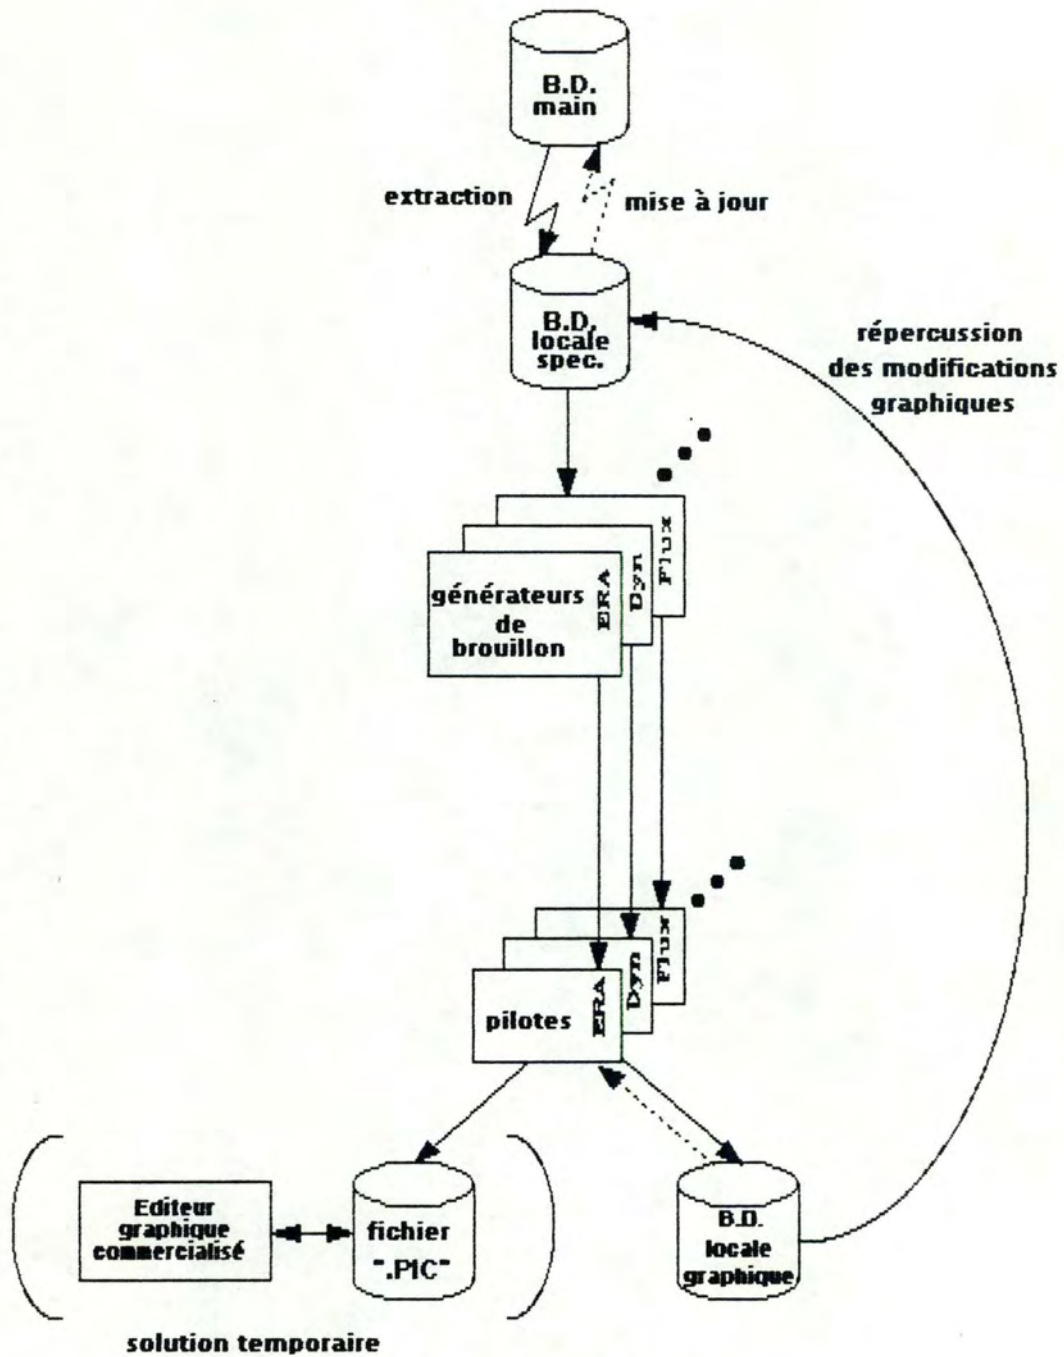 B.D.
main
extraction
mise à jour
B.D.
locale
spec.
répercussion
des modifications
graphiques
générateurs
de
brouillon
ERA
Dyn
Flux
pilotes
ERA
Dyn
Flux
Editeur
graphique
commercialisé
fichier
".PIC"
B.D.
locale
graphique
solution temporaire